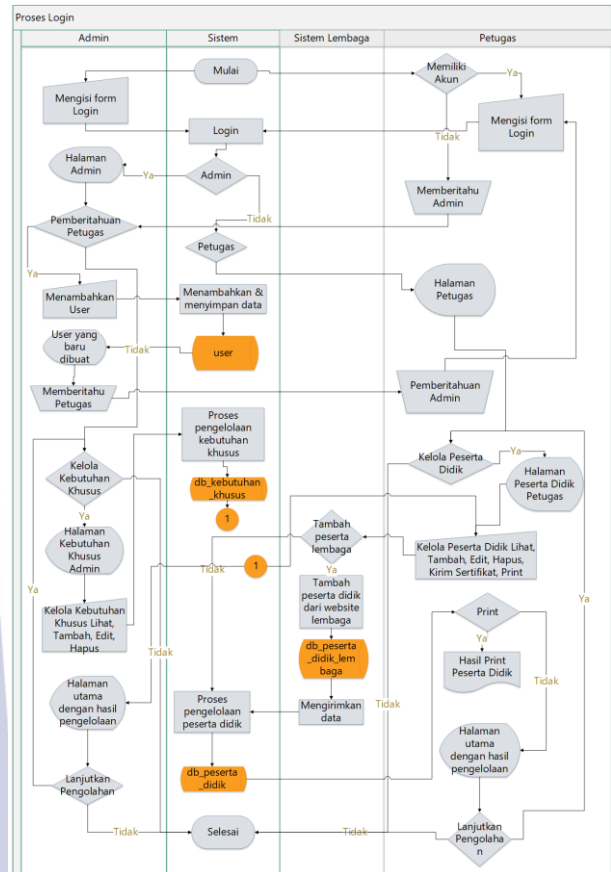 Proses Login
Admin
Sistem
Sistem Lembaga
Petugas
Mulai
Memiliki
Akun
Ya
Mengisi form
Login
Mengisi form
Login
Login
Tidak
Halaman
Admin
Ya
Admin
Memberitahu
Admin
Tidak
Pemberitahuan
Petugas
Petugas
Ya
Halaman
Petugas
Menambahkan
User
Menambahkan &
menyimpan data
User yang
baru
dibuat
Tidak
user
Memberitahu
Petugas
Pemberitahuan
Admin
Proses
pengelolaan
kebutuhan
khusus
Kelola
Kebutuhan
Khusus
Kelola Peserta
Didik
Ya
Halaman
Peserta Didik
Petugas
db_kebutuhan
_khusus
1
Ya
Halaman
Kebutuhan
Khusus
Admin
Tambah
peserta
lembaga
Kelola Peserta Didik Lihat,
Tambah, Edit, Hapus,
Kirim Sertifikat, Print
1
Tidak
Ya
Ya
Tambah
peserta didik
dari website
lembaga
Ya
Kelola Kebutuhan
Khusus Lihat,
Tambah, Edit,
Hapus
Print
Ya
Tidak
db_peserta
_didik_lem
baga
Hasil Print
Peserta Didik
Tidak
Halaman
utama
dengan hasil
pengelolaan
Proses
pengelolaan
peserta didik
Mengirimkan
data
Tidak
Halaman
utama
dengan hasil
pengelolaan
db_peserta
_didik
Lanjutkan
Pengolahan
Tidak
Selesai
Tidak
Lanjutkan
Pengolaha
n